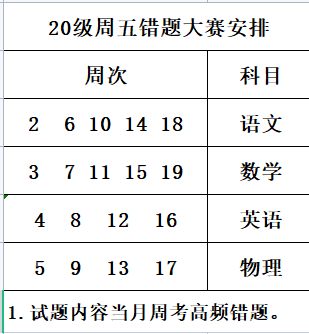 20级周五错题大赛安排
周次 科目
2 6 10 14 18 语文
3 7 11 15 19 数学
4 8 12 16 英语
5 9 13 17 物理
1.试题内容当月周考高频错题。